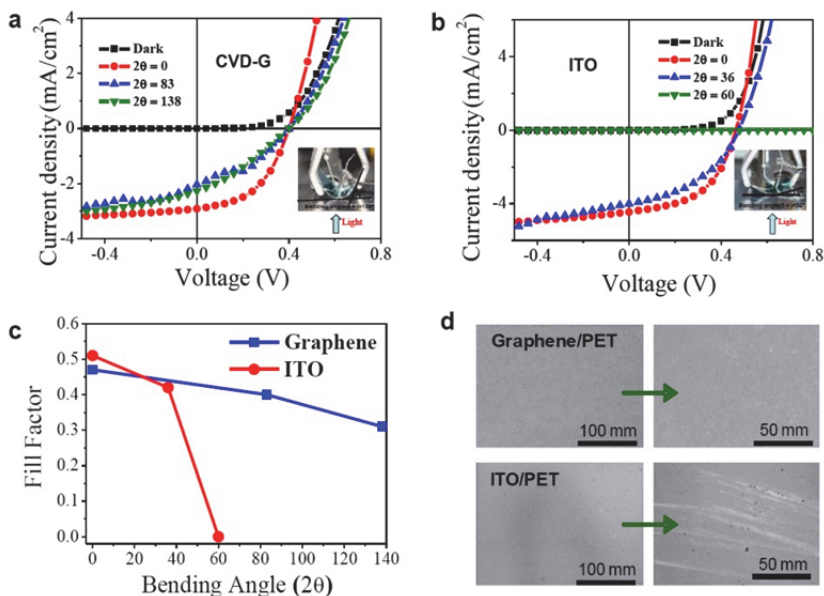 a
4
2
0
-2
-4
Current density (mA/cm²)
Dark
2θ = 0
2θ = 83
2θ = 138
CVD-G
Light
-0.4
0.0
0.4
0.8
Voltage (V)
b
4
0
-4
Current density (mA/cm²)
ITO
Dark
2θ = 0
2θ = 36
2θ = 60
Light
-0.4
0.0
0.4
0.8
Voltage (V)
c
0.6
0.5
0.4
0.3
0.2
0.1
0.0
Fill Factor
Graphene
ITO
0
20
40
60
80
100
120
140
Bending Angle (2θ)
d
Graphene/PET
100 mm
50 mm
ITO/PET
100 mm
50 mm